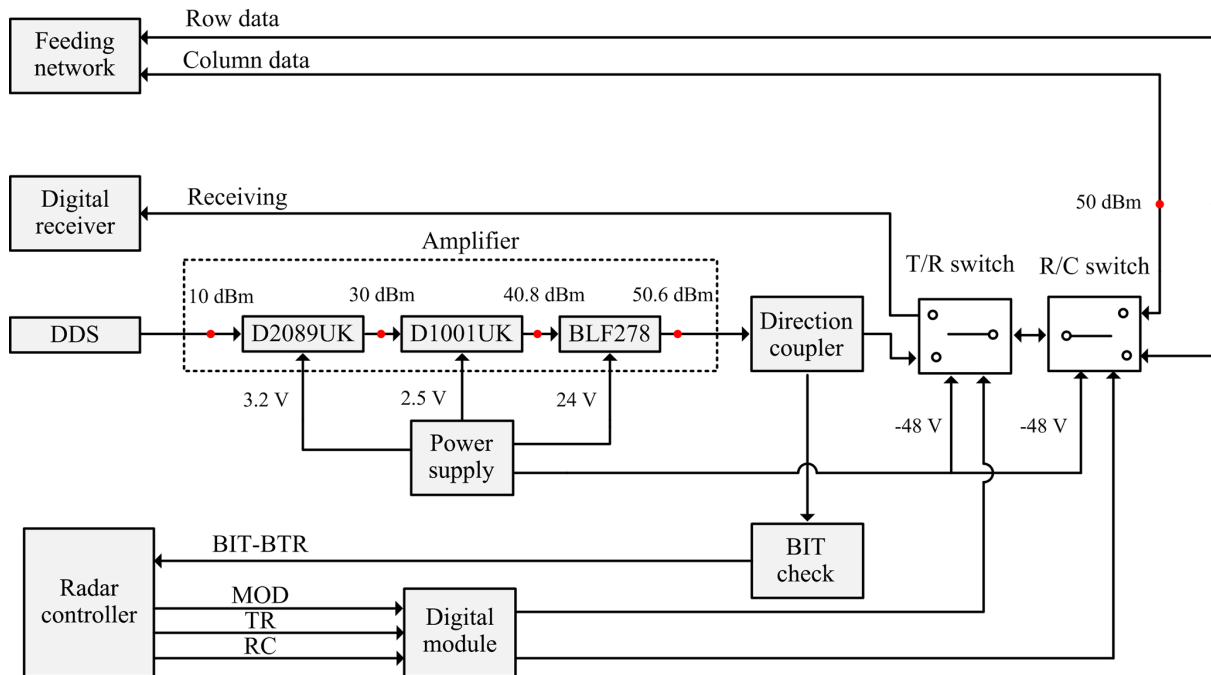 Row data
Feeding
network
Column data
Digital
receiver
Receiving
50 dBm
Amplifier
T/R switch
R/C switch
10 dBm
30 dBm
40.8 dBm
50.6 dBm
DDS
D2089UK
D1001UK
BLF278
Direction
coupler
3.2 V
2.5 V
24 V
-48 V
-48 V
Power
supply
BIT-BTR
BIT
check
Radar
controller
MOD
TR
RC
Digital
module